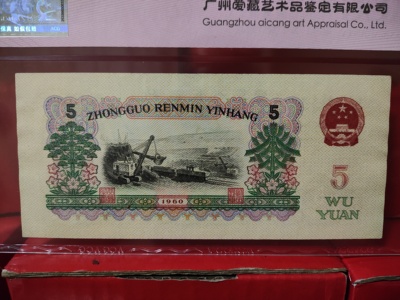 广州爱藏艺术品鉴定有限公司
Guangzhou aicang art Appraisal Co., Ltd.
5
ZHONGGUO RENMIN YINHANG
5
5
WU
YUAN
1960